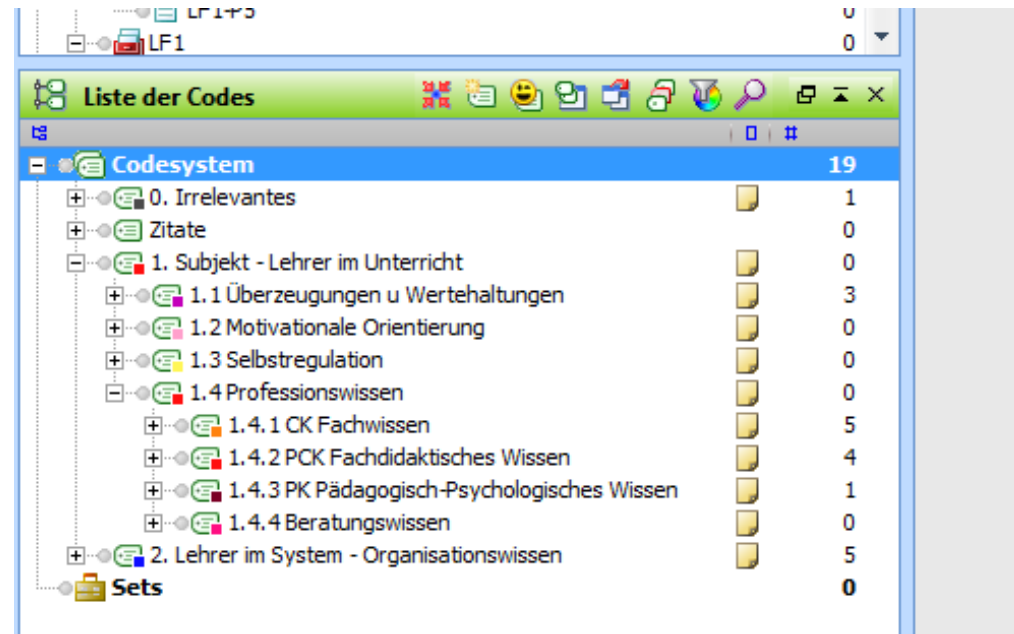 LF1-P5 0
LF1 0
Liste der Codes
Codesystem 19
0. Irrelevantes 1
Zitate 0
1. Subjekt - Lehrer im Unterricht 0
1.1 Überzeugungen u Wertehaltungen 3
1.2 Motivationale Orientierung 0
1.3 Selbstregulation 0
1.4 Professionswissen 0
1.4.1 CK Fachwissen 5
1.4.2 PCK Fachdidaktisches Wissen 4
1.4.3 PK Pädagogisch-Psychologisches Wissen 1
1.4.4 Beratungswissen 0
2. Lehrer im System - Organisationswissen 5
Sets 0